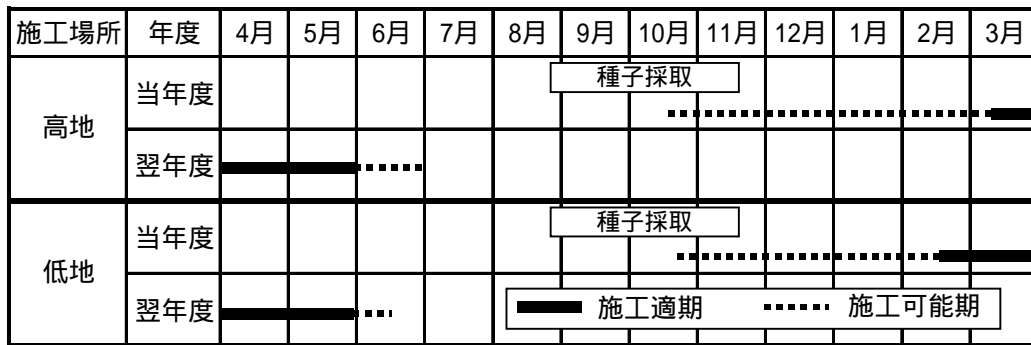 施工場所 年度 4月 5月 6月 7月 8月 9月 10月 11月 12月 1月 2月 3月
高地 当年度 種子採取
翌年度
低地 当年度 種子採取
翌年度 施工適期 施工可能期